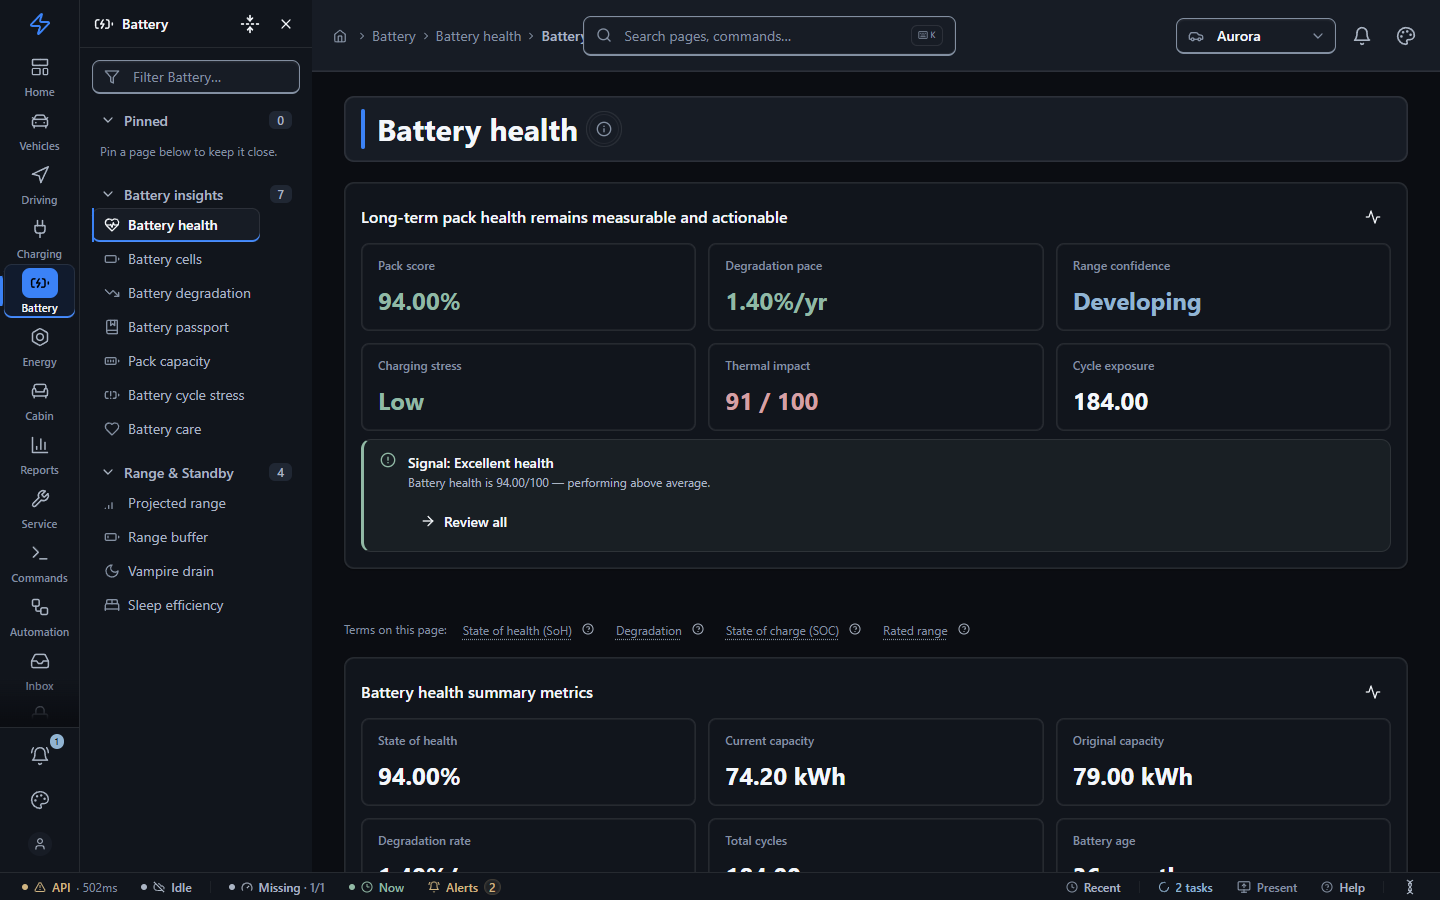 Battery
Filter Battery...
Pinned
0
Pin a page below to keep it close.
Battery insights
7
Battery health
Battery cells
Battery degradation
Battery passport
Pack capacity
Battery cycle stress
Battery care
Range & Standby
4
Projected range
Range buffer
Vampire drain
Sleep efficiency
Home
Vehicles
Driving
Charging
Battery
Energy
Cabin
Reports
Service
Commands
Automation
Inbox
1
Battery
Battery health
Battery
Search pages, commands...
K
Aurora
Battery health
Long-term pack health remains measurable and actionable
Pack score
94.00%
Degradation pace
1.40%/yr
Range confidence
Developing
Charging stress
Low
Thermal impact
91 / 100
Cycle exposure
184.00
Signal: Excellent health
Battery health is 94.00/100 — performing above average.
Review all
Terms on this page:
State of health (SoH)
Degradation
State of charge (SOC)
Rated range
Battery health summary metrics
State of health
94.00%
Current capacity
74.20 kWh
Original capacity
79.00 kWh
Degradation rate
Total cycles
Battery age
API · 502ms
Idle
Missing · 1/1
Now
Alerts 2
Recent
2 tasks
Present
Help